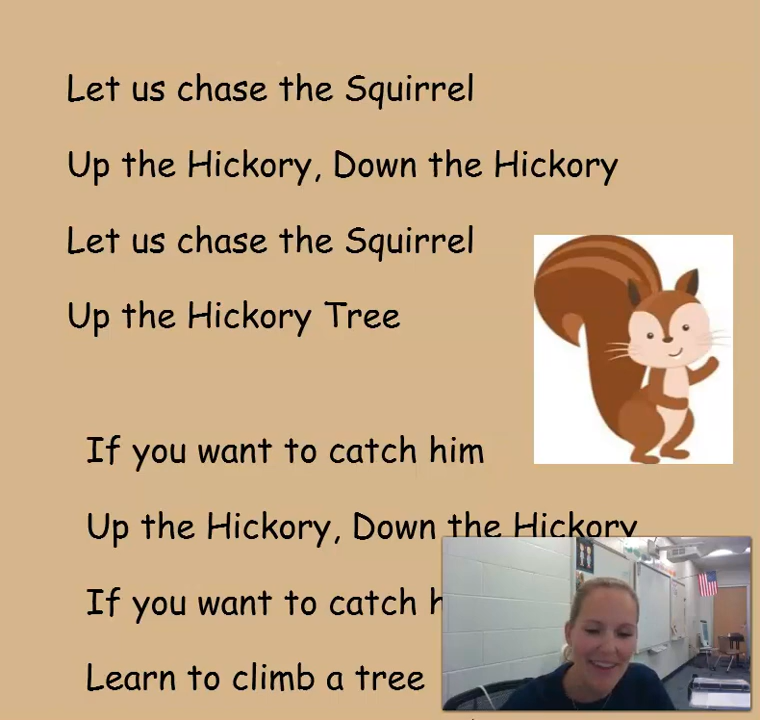 Let us chase the Squirrel
Up the Hickory, Down the Hickory
Let us chase the Squirrel
Up the Hickory Tree
If you want to catch him
Up the Hickory, Down the Hickory
If you want to catch
Learn to climb a tree